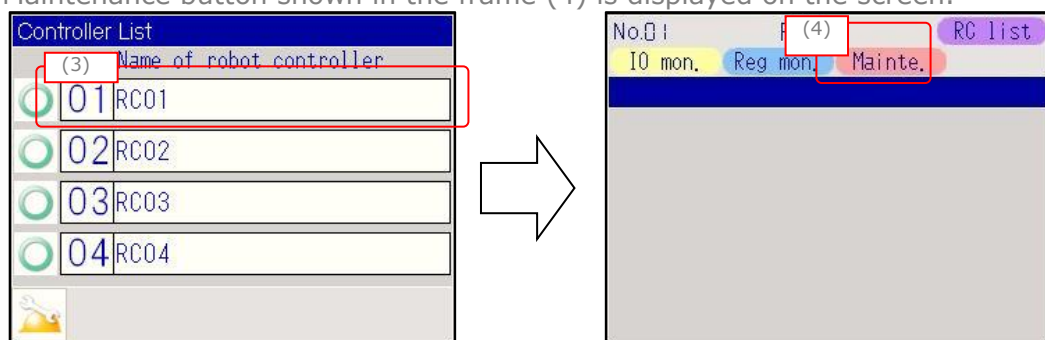 Maintenance button shown in the frame (4) is displayed on the screen.
Controller List
(3) Name of robot controller
01 RC01
02 RC02
03 RC03
04 RC04
No.01
(4)
RC list
IO mon. Reg mon. Mainte.